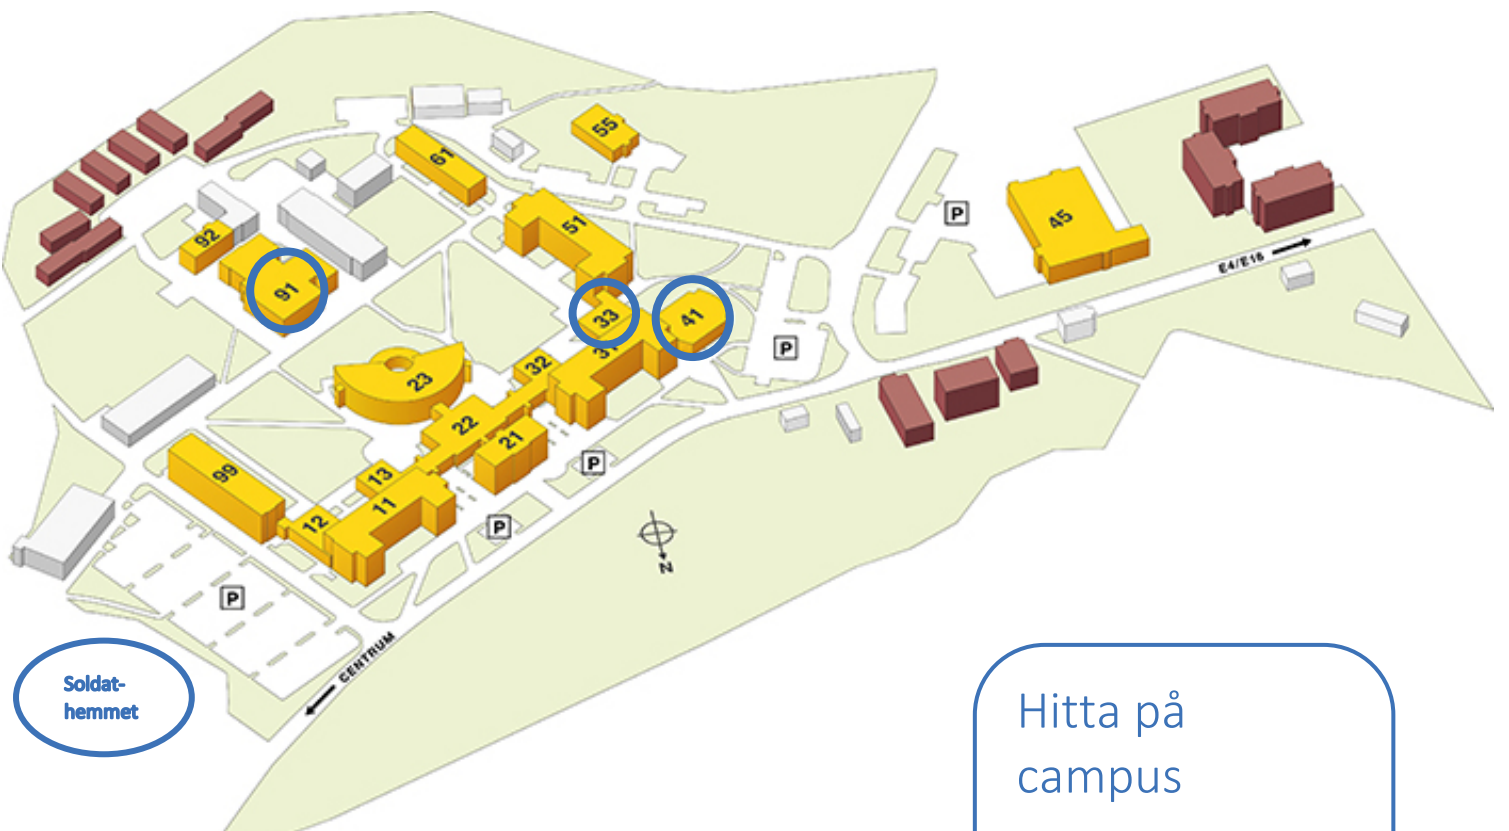 55
61
51
45
P
92
91
33
41
E4/E16
31
P
32
23
22
21
P
99
13
11
12
P
N
P
CENTRUM
Soldat-
hemmet
Hitta på
campus